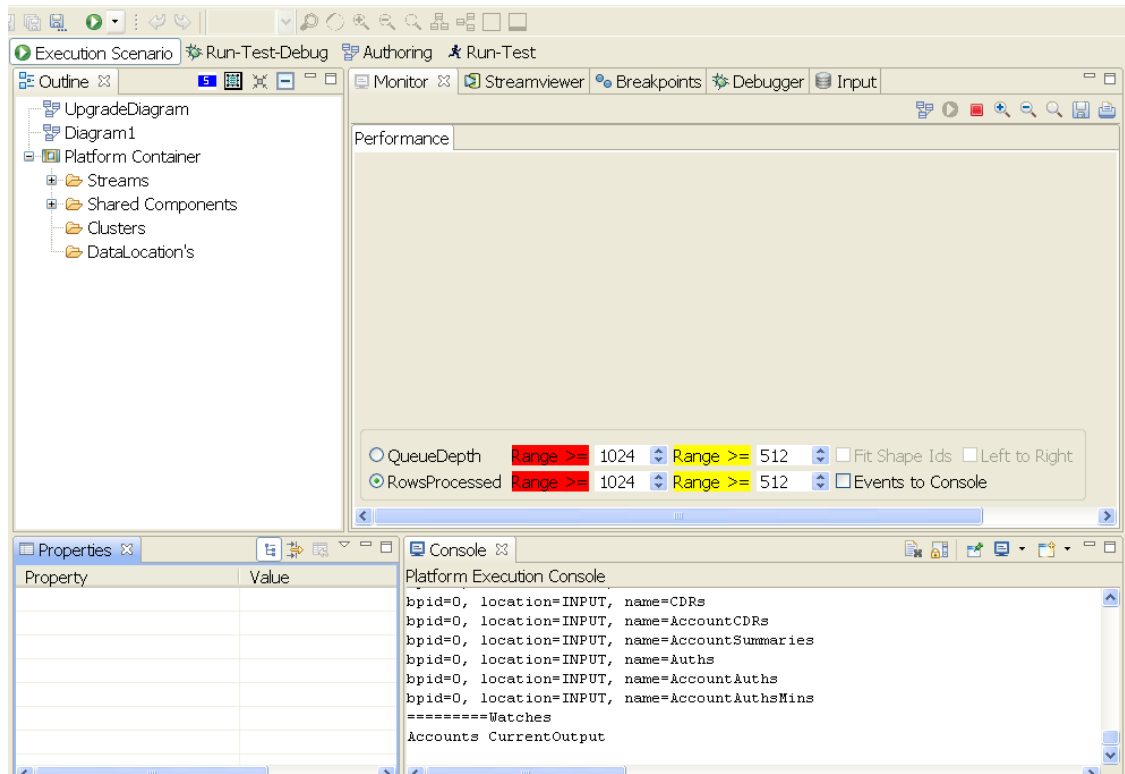 Execution Scenario Run-Test-Debug Authoring Run-Test
Outline Monitor Streamviewer Breakpoints Debugger Input
UpgradeDiagram
Diagram1
Platform Container
Streams
Shared Components
Clusters
DataLocation's
Performance
QueueDepth Range >= 1024 Range >= 512 Fit Shape Ids Left to Right
RowsProcessed Range >= 1024 Range >= 512 Events to Console
Properties
Property Value
Console
Platform Execution Console
bpid=0, location=INPUT, name=CDRs
bpid=0, location=INPUT, name=AccountCDRs
bpid=0, location=INPUT, name=AccountSummaries
bpid=0, location=INPUT, name=Auths
bpid=0, location=INPUT, name=AccountAuths
bpid=0, location=INPUT, name=AccountAuthsMins
=========Watches
Accounts CurrentOutput